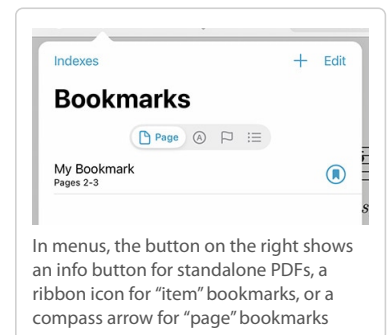 Indexes + Edit
Bookmarks
Page A
My Bookmark
Pages 2-3
s
In menus, the button on the right shows
an info button for standalone PDFs, a
ribbon icon for “item” bookmarks, or a
compass arrow for “page” bookmarks